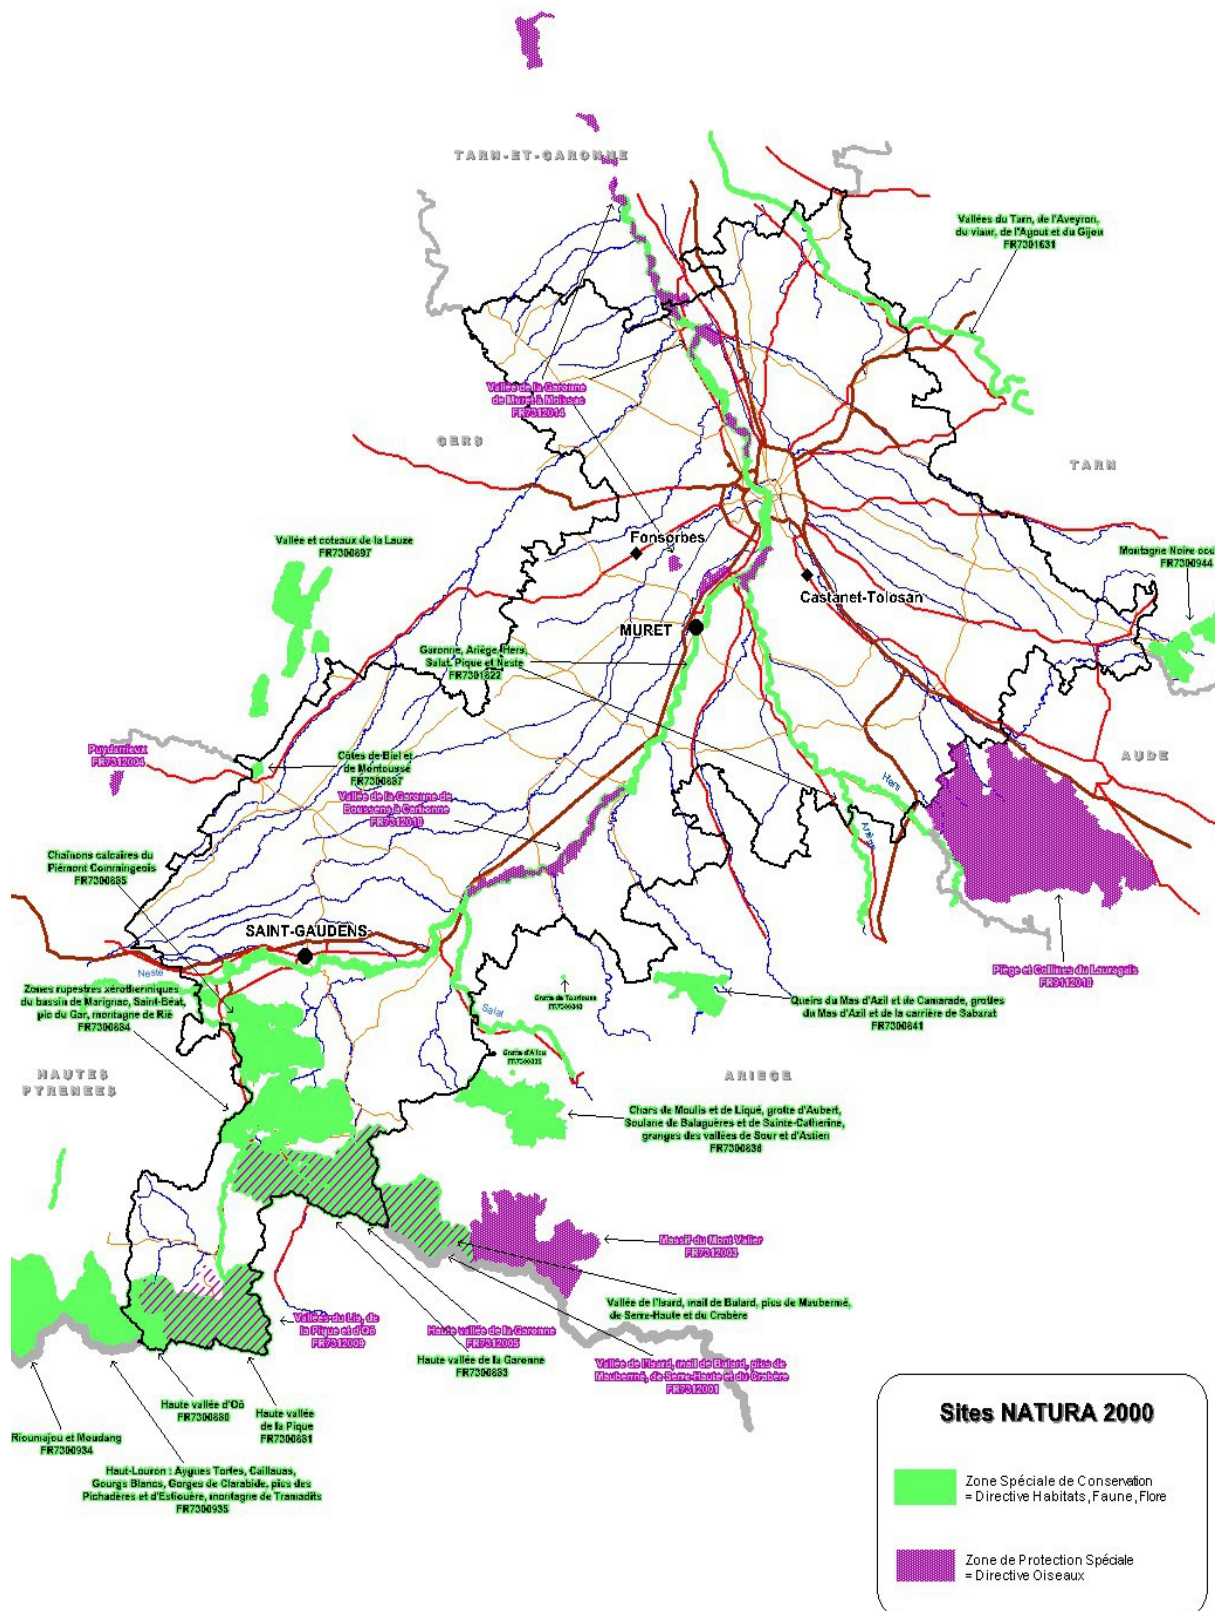 TARN-ET-GARONNE
Vallées du Tarn, de l'Aveyron,
du viaur, de l'Agout et du Gijou
FR7301631
Vallée de la Garonne
de Muret à Moissac
FR7312014
GERS
TARN
Vallée et coteaux de la Lauze
FR7300897
Fonsorbes
Montagne Noire occi
FR7300944
Castanet-Tolosan
MURET
Garonne, Ariège, Hers,
Salat, Pique et Neste
FR7301822
Puydarrieux
FR7312004
Côtes de Biel et
de Montoussé
FR7300887
AUDE
Hers
Vallée de la Garonne de
Boussens à Carbonne
FR7312010
Ariège
Chaînons calcaires du
Piémont Commingeois
FR7300885
SAINT-GAUDENS
Neste
Piège et Collines du Lauragais
FR9112010
Zones rupestres xérothermiques
du bassin de Marignac, Saint-Béat,
pic du Gar, montagne de Rié
FR7300884
Grotte de Tourtouse
Queirs du Mas d'Azil et de Camarade, grottes
du Mas d'Azil et de la carrière de Sabarat
FR7300841
Salat
Grotte d'Aliou
HAUTES
PYRENEES
ARIEGE
Chars de Moulis et de Liqué, grotte d'Aubert,
Soulane de Balaguères et de Sainte-Catherine,
granges des vallées de Sour et d'Astien
FR7300836
Massif du Mont Valier
FR7312003
Vallée de l'Isard, mail de Bulard, pics de Maubermé,
de Serre-Haute et du Crabère
Vallées du Lis, de
la Pique et d'Oô
FR7312009
Haute vallée de la Garonne
FR7312005
Haute vallée de la Garonne
FR7300883
Vallée de l'Isard, mail de Bulard, pics de
Maubermé, de Serre-Haute et du Crabère
FR7312001
Haute vallée d'Oô
FR7300880
Haute vallée
de la Pique
FR7300881
Rioumajou et Moudang
FR7300934
Haut-Louron : Aygues Tortes, Caillauas,
Gourgs Blancs, Gorges de Clarabide, pics des
Pichadères et d'Estiouère, montagne de Tramadits
FR7300935
Sites NATURA 2000
Zone Spéciale de Conservation
= Directive Habitats, Faune, Flore
Zone de Protection Spéciale
= Directive Oiseaux